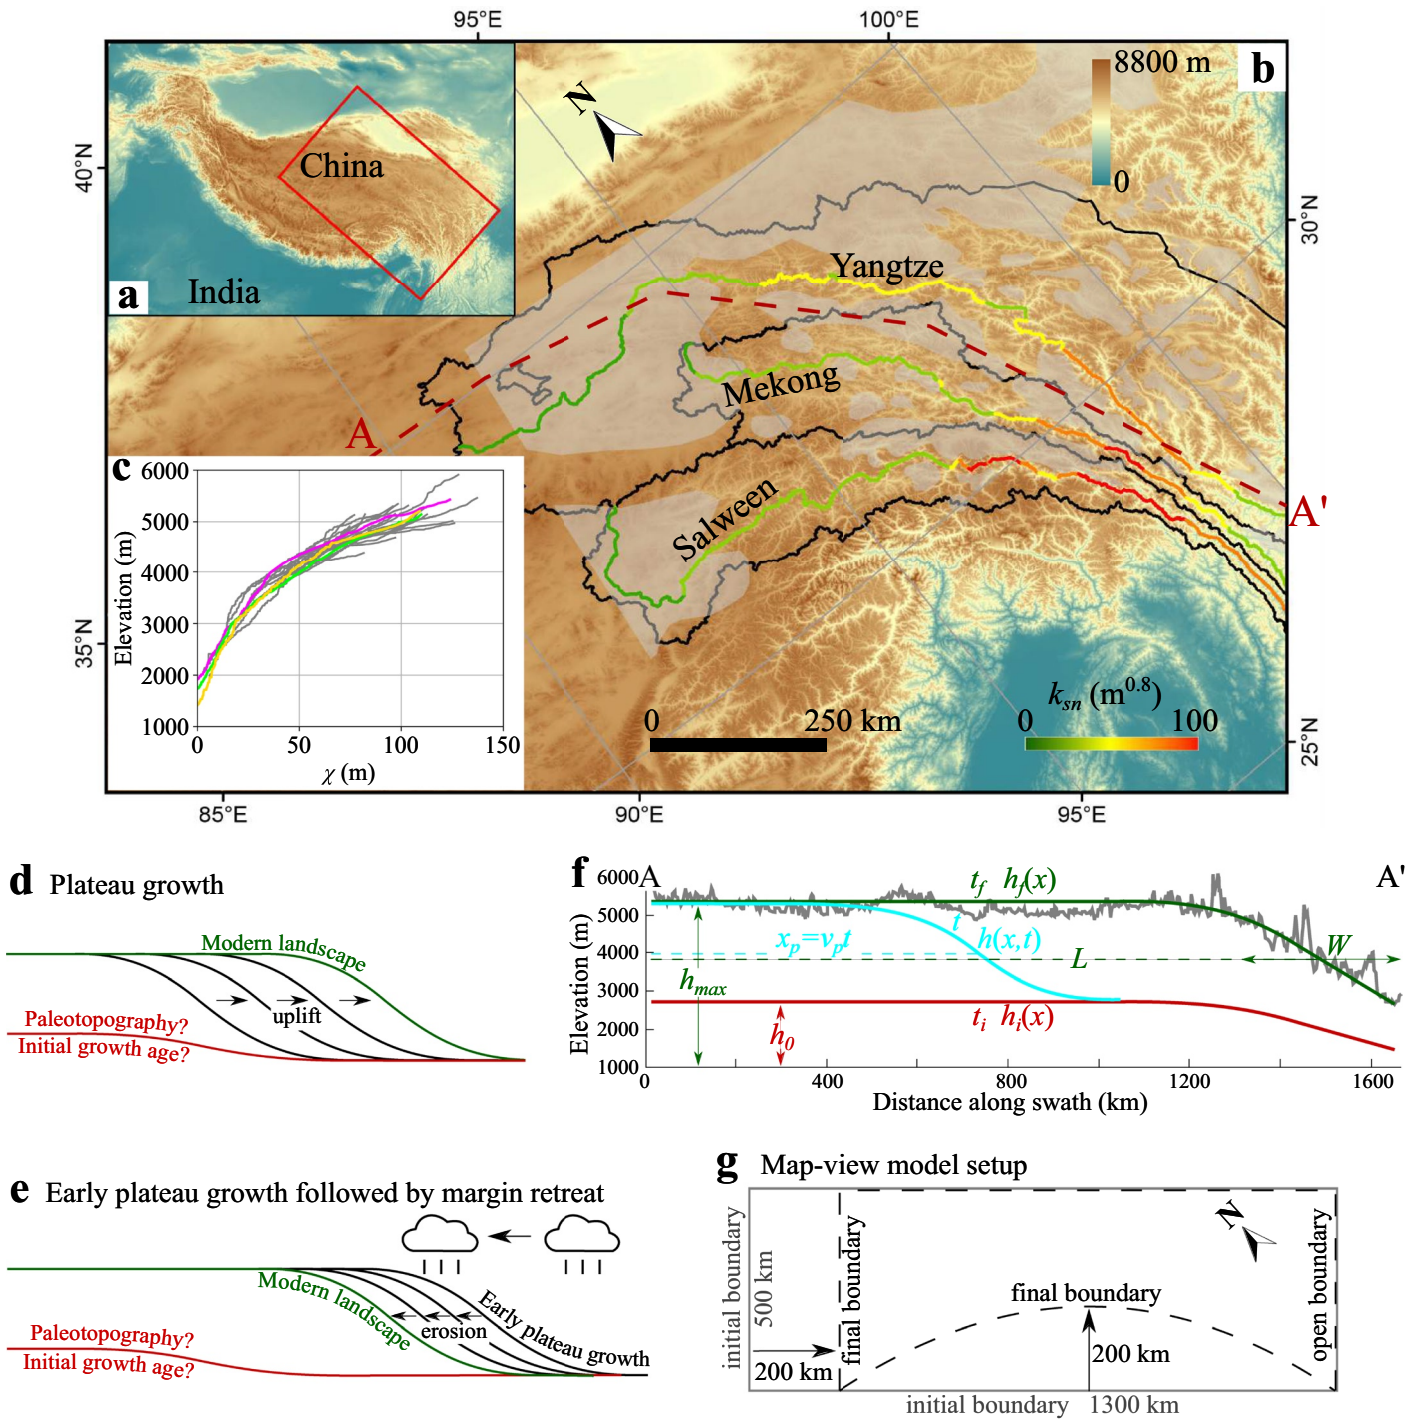 95°E
100°E
40°N
35°N
30°N
25°N
85°E
90°E
95°E
China
India
a
b
N
8800 m
0
Yangtze
Mekong
Salween
A
A'
0
250 km
k_sn (m^0.8)
0
100
c
6000
5000
4000
3000
2000
1000
Elevation (m)
0
50
100
150
χ (m)
d Plateau growth
Modern landscape
uplift
Paleotopography?
Initial growth age?
e Early plateau growth followed by margin retreat
Modern landscape
erosion
Early plateau growth
Paleotopography?
Initial growth age?
f
A
A'
6000
5000
4000
3000
2000
1000
Elevation (m)
t_f h_f(x)
x_p=v_pt
t
h(x,t)
L
W
h_max
t_i h_i(x)
h_0
0
400
800
1200
1600
Distance along swath (km)
g Map-view model setup
initial boundary
500 km
final boundary
200 km
final boundary
200 km
N
open boundary
initial boundary 1300 km